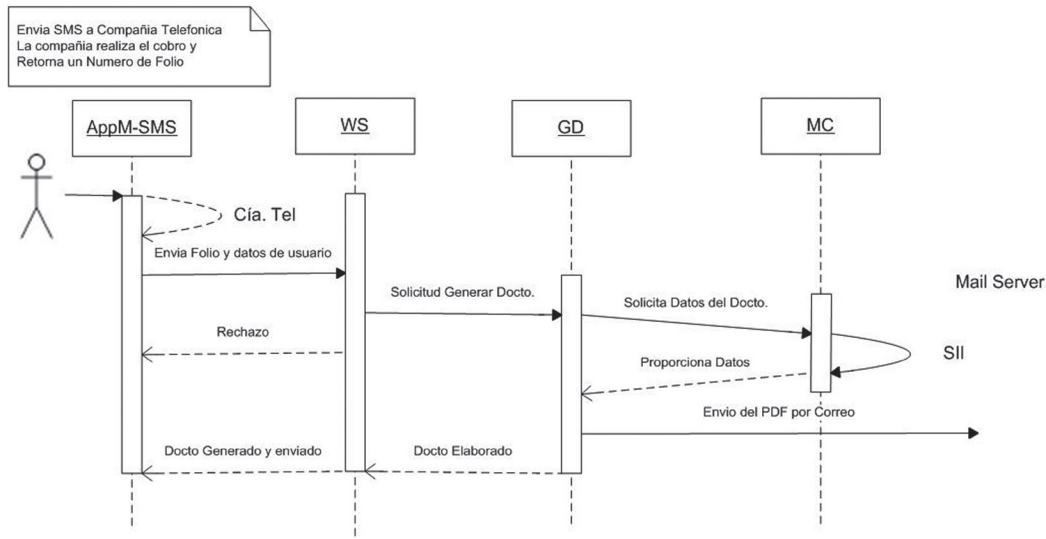 Envia SMS a Compañia Telefonica
La compañia realiza el cobro y
Retorna un Numero de Folio
AppM-SMS
WS
GD
MC
Cía. Tel
Envia Folio y datos de usuario
Mail Server
Solicitud Generar Docto.
Solicita Datos del Docto.
Rechazo
SII
Proporciona Datos
Envio del PDF por Correo
Docto Generado y enviado
Docto Elaborado